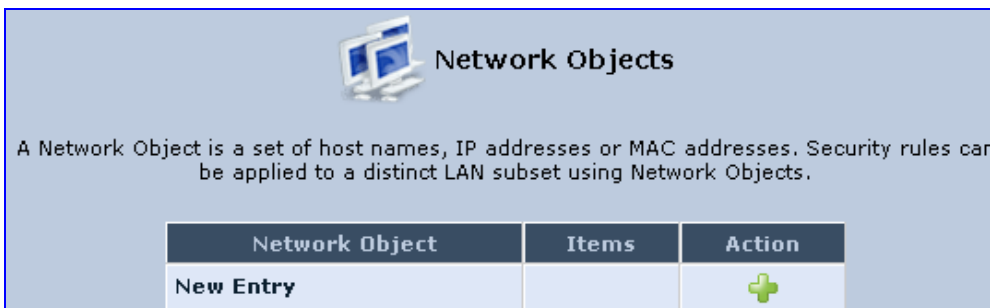 Network Objects
A Network Object is a set of host names, IP addresses or MAC addresses. Security rules can
be applied to a distinct LAN subset using Network Objects.
Network Object Items Action
New Entry